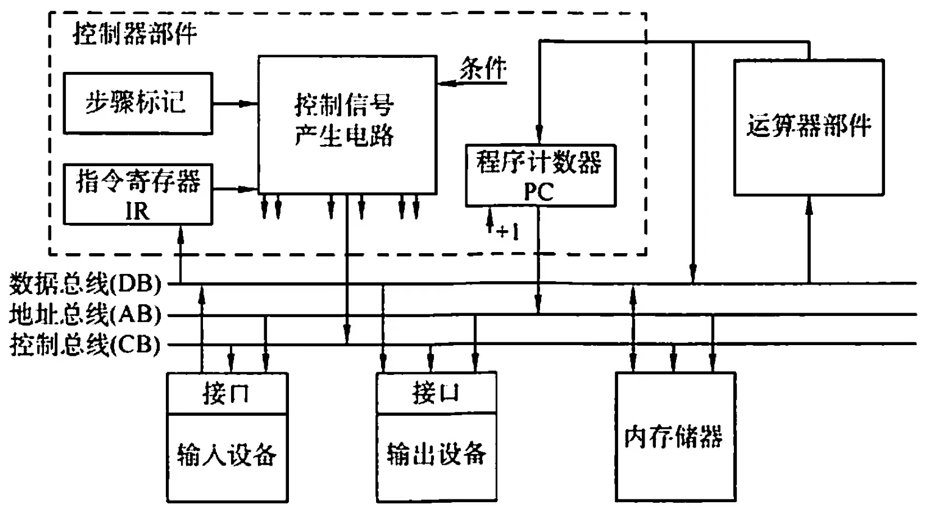 控制器部件
步骤标记
控制信号
产生电路
条件
运算器部件
指令寄存器
IR
程序计数器
PC
+1
数据总线(DB)
地址总线(AB)
控制总线(CB)
接口
输入设备
接口
输出设备
内存储器